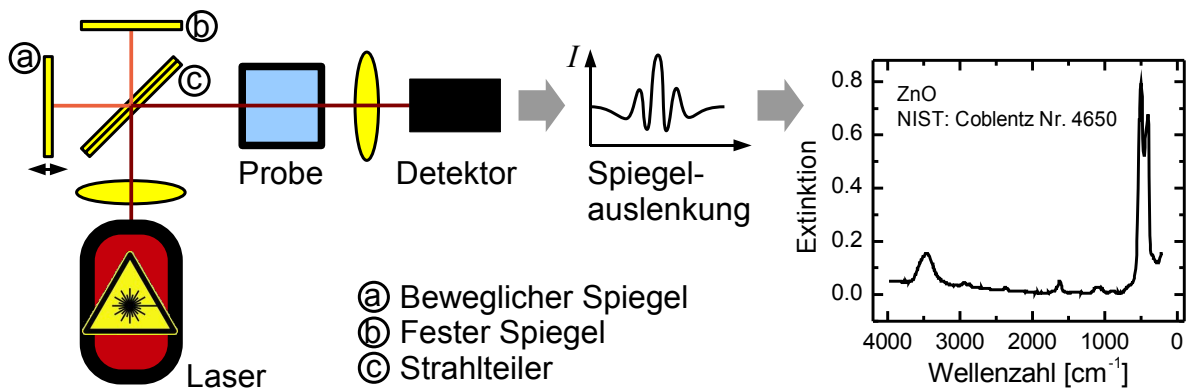 ⓑ
ⓐ
ⓒ
Probe
Detektor
Laser
I
Spiegel-
auslenkung
ⓐ Beweglicher Spiegel
ⓑ Fester Spiegel
ⓒ Strahlteiler
ZnO
NIST: Coblentz Nr. 4650
Extinktion
0.8
0.6
0.4
0.2
0.0
4000 3000 2000 1000 0
Wellenzahl [cm⁻¹]